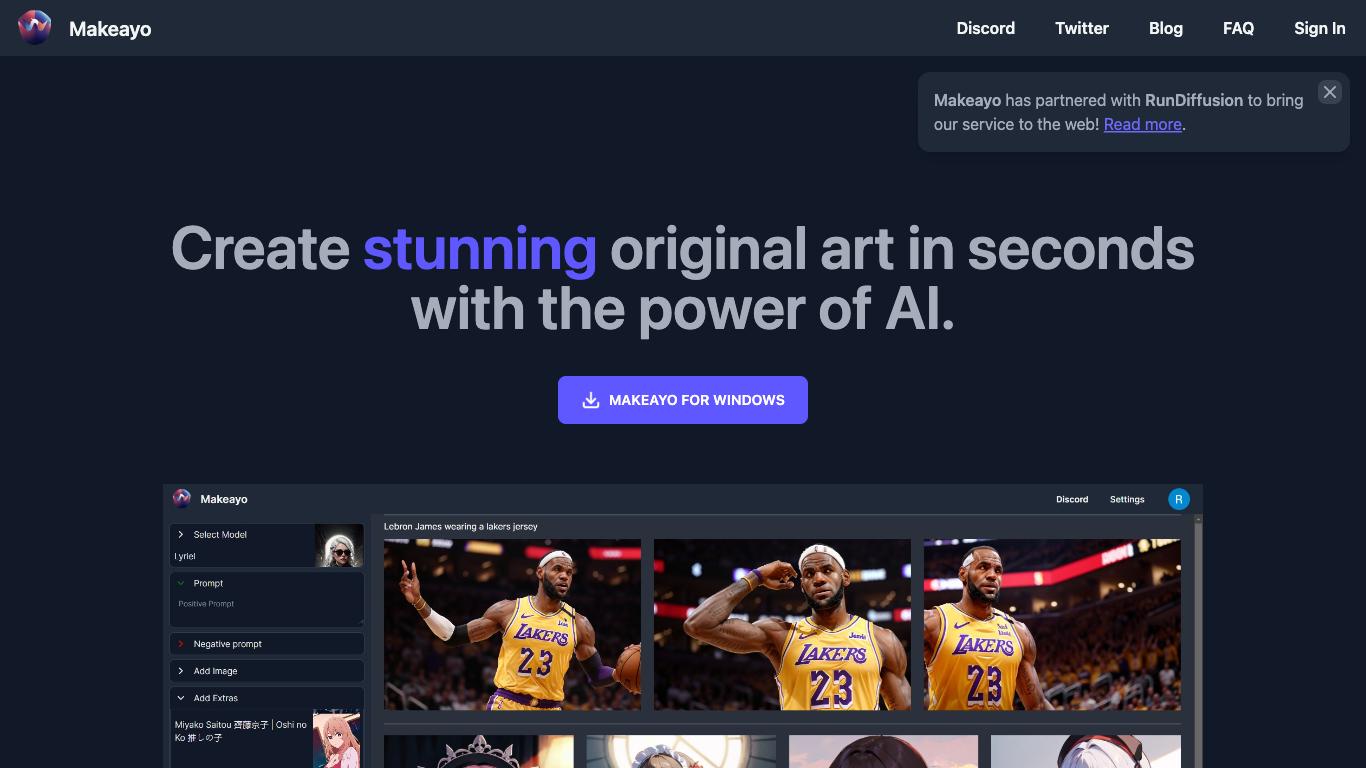 Makeayo
Discord
Twitter
Blog
FAQ
Sign In
Makeayo has partnered with RunDiffusion to bring
our service to the web! Read more.
Create stunning original art in seconds
with the power of AI.
MAKEAYO FOR WINDOWS
Makeayo
Discord
Settings
R
Select Model
Lyriel
Prompt
Positive Prompt
Negative prompt
Add Image
Add Extras
Miyako Saitou 齊藤京子 | Oshi no
Ko 推しの子
Lebron James wearing a lakers jersey
LAKERS
23
LAKERS
23
LAKERS
23